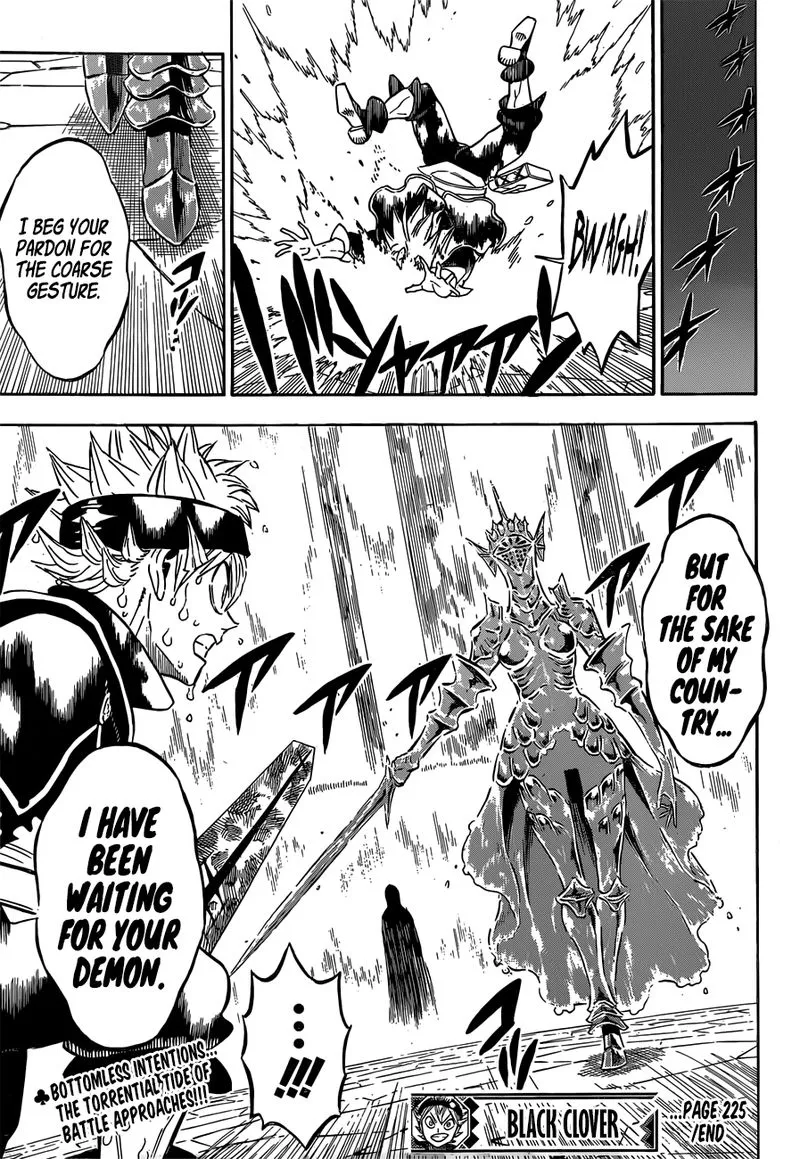 BWAGH!
I BEG YOUR
PARDON FOR
THE COARSE
GESTURE.
BUT
FOR
THE SAKE
OF MY
COUN-
TRY...
I HAVE
BEEN
WAITING
FOR YOUR
DEMON.
...!!!
♣BOTTOMLESS INTENTIONS...
THE TORRENTIAL TIDE OF
BATTLE APPROACHES!!!
BLACK CLOVER
...PAGE 225
/END